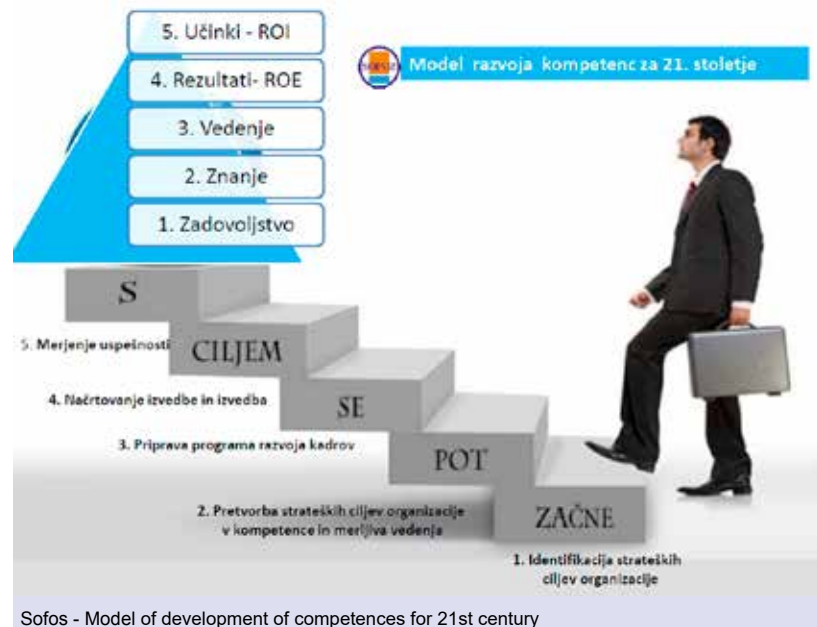 5. Učinki - ROI
4. Rezultati- ROE
3. Vedenje
2. Znanje
1. Zadovoljstvo
Model razvoja kompetenc za 21. stoletje
S
CILJEM
SE
POT
ZAČNE
5. Merjenje uspešnosti
4. Načrtovanje izvedbe in izvedba
3. Priprava programa razvoja kadrov
2. Pretvorba strateških ciljev organizacije
v kompetence in merljiva vedenja
1. Identifikacija strateških
ciljev organizacije
Sofos - Model of development of competences for 21st century